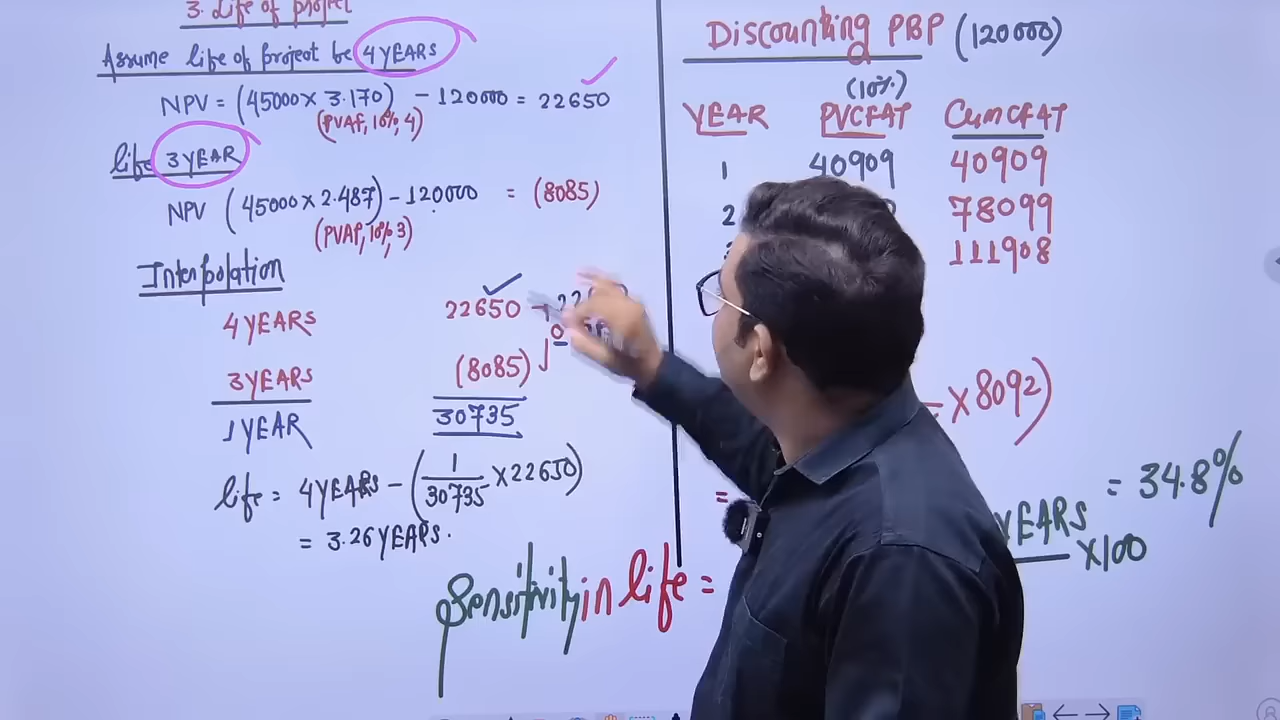 3. Life of project
Assume life of project be 4 YEARS
NPV = (45000 x 3.170) - 120000 = 22650
(PVAF, 10%, 4)
life 3 YEAR
NPV (45000 x 2.487) - 120000 = (8085)
(PVAF, 10%, 3)
Interpolation
4 YEARS 22650
0
3 YEARS (8085)
1 YEAR 30735
life = 4 YEARS - (1/30735 x 22650)
= 3.26 YEARS.
Discounting PBP (120000)
(10%)
YEAR PVCFAT CumCFAT
1 40909 40909
2 78099
111908
x 8092)
=
Sensitivity in life =
YEARS x 100 = 34.8%